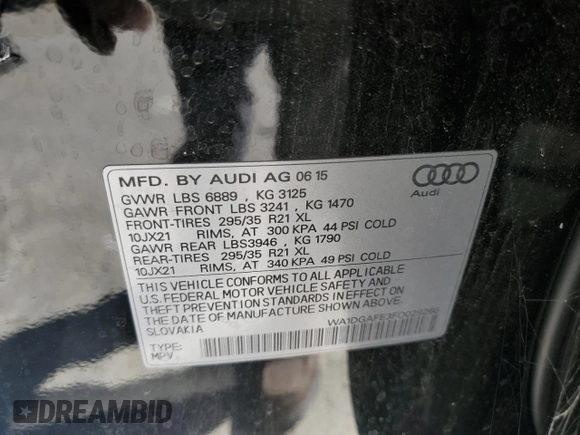 MFD. BY AUDI AG 06 15
Audi
GVWR LBS 6889 , KG 3125
GAWR FRONT LBS 3241 , KG 1470
FRONT-TIRES 295/35 R21 XL
10JX21 RIMS, AT 300 KPA 44 PSI COLD
GAWR REAR LBS3946 , KG 1790
REAR-TIRES 295/35 R21 XL
10JX21 RIMS, AT 340 KPA 49 PSI COLD
THIS VEHICLE CONFORMS TO ALL APPLICABLE
U.S. FEDERAL MOTOR VEHICLE SAFETY AND
THEFT PREVENTION STANDARDS IN EFFECT ON THE
DATE OF MANUFACTURE SHOWN ABOVE.
SLOVAKIA
TYPE:
MPV
DREAMBID